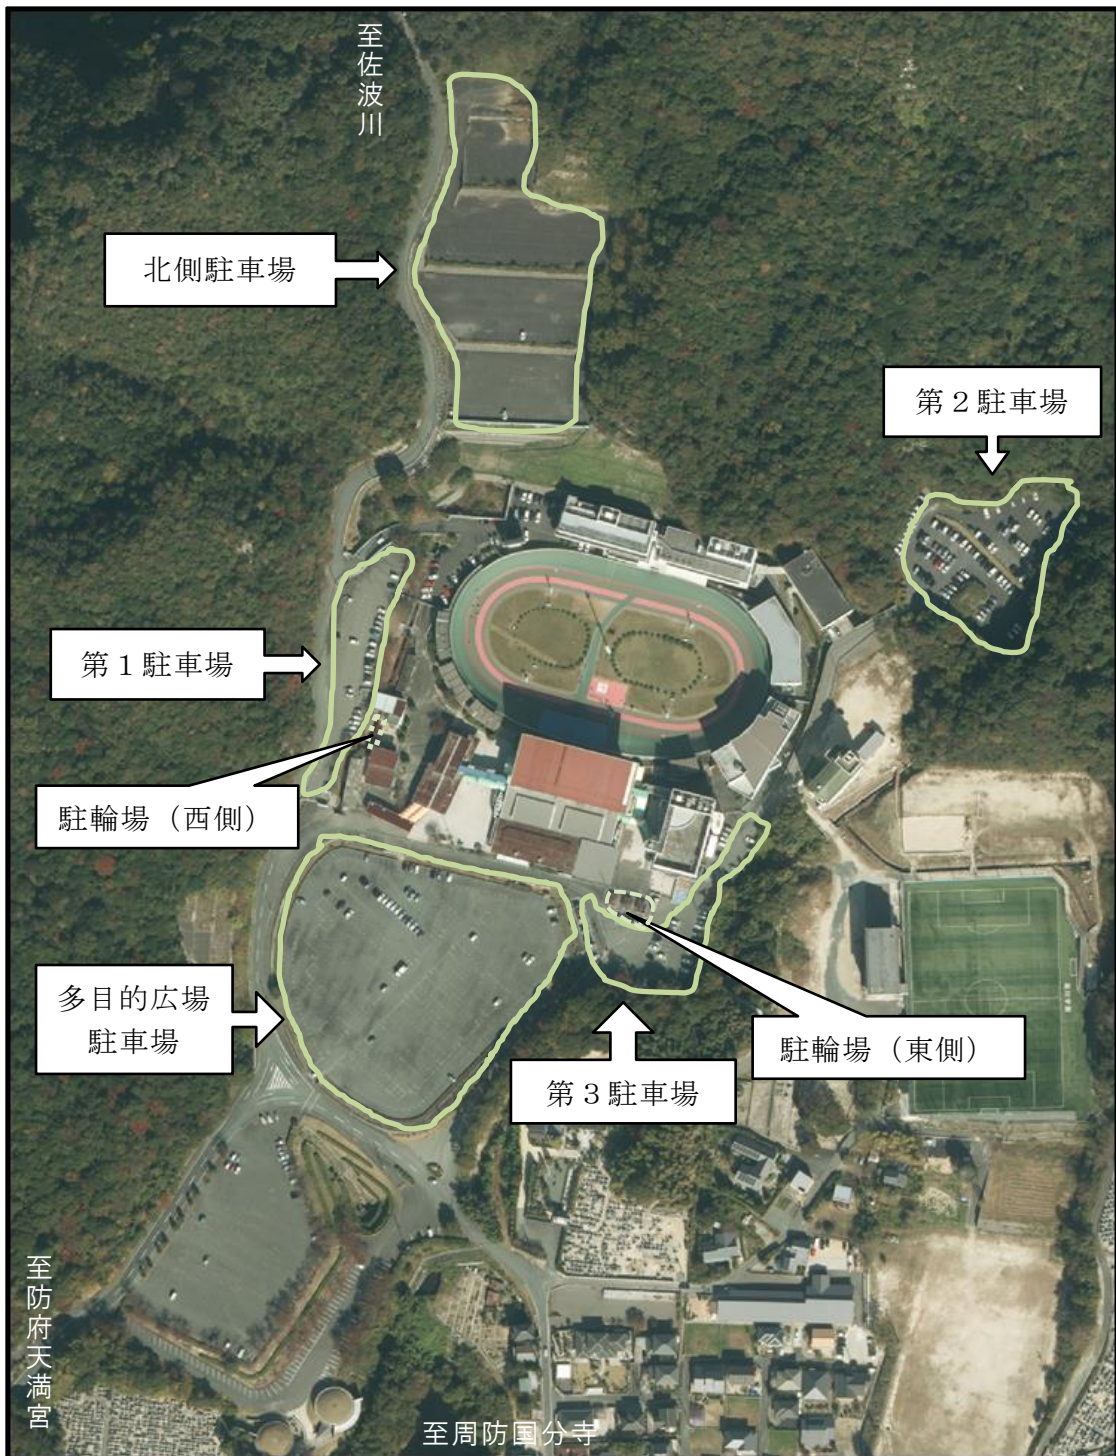 至佐波川
北側駐車場
第２駐車場
第１駐車場
駐輪場（西側）
多目的広場
駐車場
駐輪場（東側）
第３駐車場
至防府天満宮
至周防国分寺